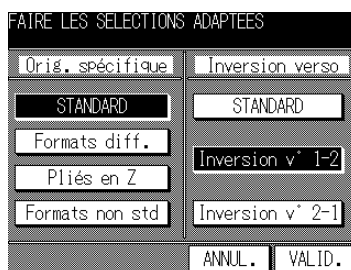 FAIRE LES SELECTIONS ADAPTEES
Orig. spécifique
Inversion verso
STANDARD
STANDARD
Formats diff.
Inversion v° 1-2
Pliés en Z
Formats non std
Inversion v° 2-1
ANNUL.
VALID.